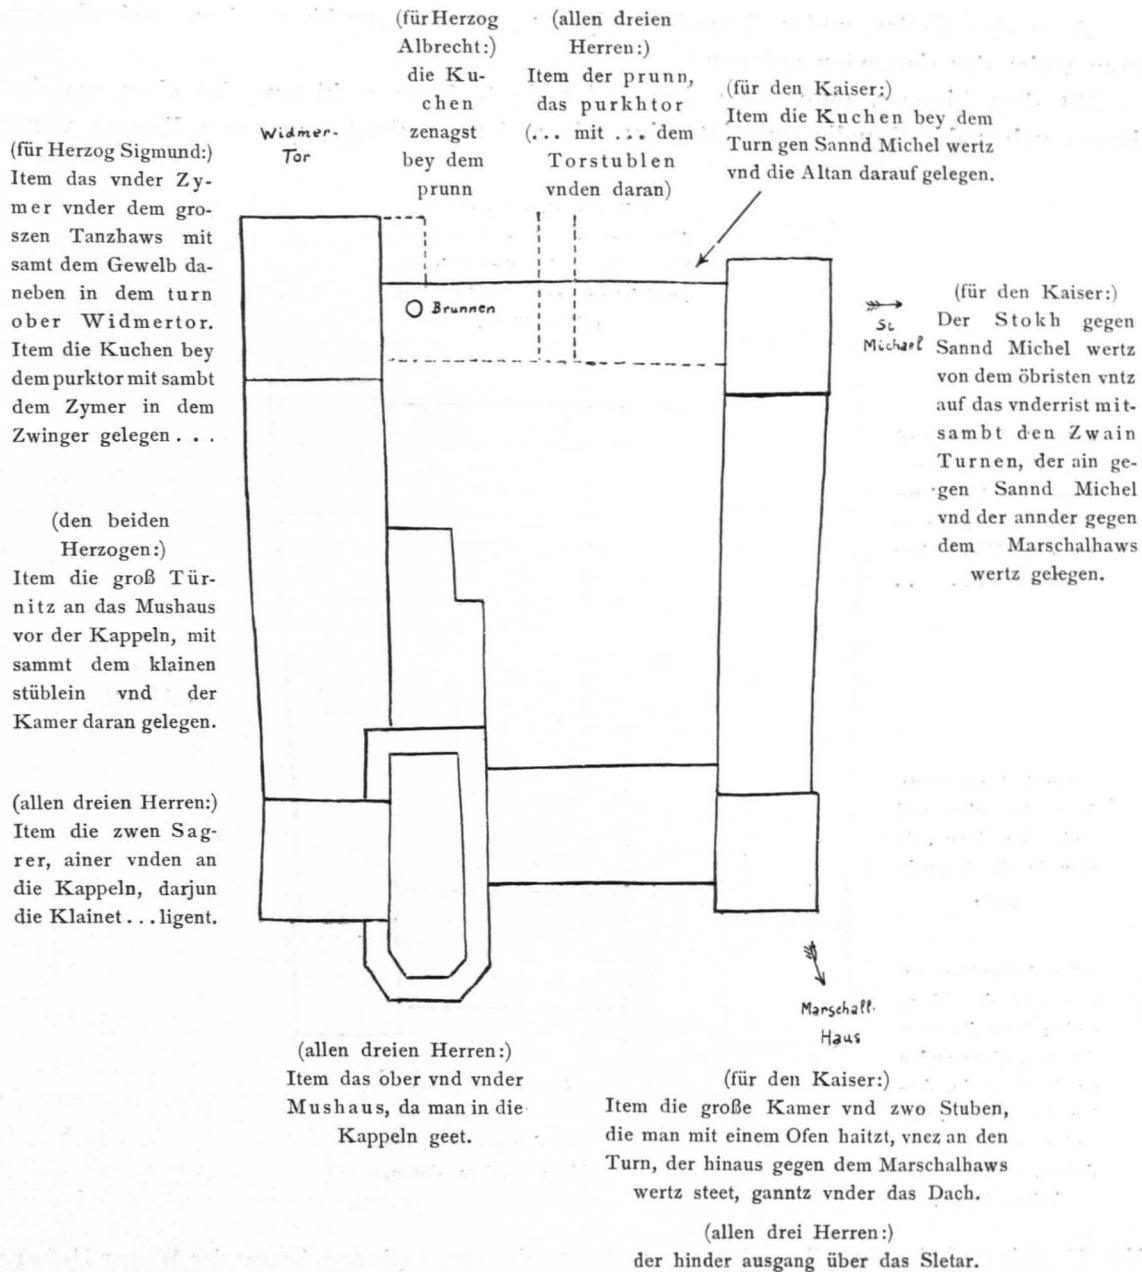 (für Herzog
Albrecht:)
die Ku-
chen
zenagst
bey dem
prunn
(allen dreien
Herren:)
Item der prunn,
das purkhtor
(... mit ... dem
Torstublen
vnden daran)
(für den Kaiser:)
Item die Kuchen bey dem
Turn gen Sannd Michel wertz
vnd die Altan darauf gelegen.
Widmer-
Tor
(für Herzog Sigmund:)
Item das vnder Zy-
mer vnder dem gro-
szen Tanzhaws mit
samt dem Gewelb da-
neben in dem turn
ober Widmertor.
Item die Kuchen bey
dem purktor mit sambt
dem Zymer in dem
Zwinger gelegen . . .
Brunnen
St
Michael
(für den Kaiser:)
Der Stokh gegen
Sannd Michel wertz
von dem öbristen vntz
auf das vnderrist mit-
sambt den Zwain
Turnen, der ain ge-
gen Sannd Michel
vnd der annder gegen
dem Marschalhaws
wertz gelegen.
(den beiden
Herzogen:)
Item die groß Tür-
nitz an das Mushaus
vor der Kappeln, mit
sammt dem klainen
stüblein vnd der
Kamer daran gelegen.
(allen dreien Herren:)
Item die zwen Sag-
rer, ainer vnden an
die Kappeln, darjun
die Klainet . . . ligent.
Marschall-
Haus
(allen dreien Herren:)
Item das ober vnd vnder
Mushaus, da man in die
Kappeln geet.
(für den Kaiser:)
Item die große Kamer vnd zwo Stuben,
die man mit einem Ofen haitzt, vncz an den
Turn, der hinaus gegen dem Marschalhaws
wertz steet, ganntz vnder das Dach.
(allen drei Herren:)
der hinder ausgang über das Sletar.